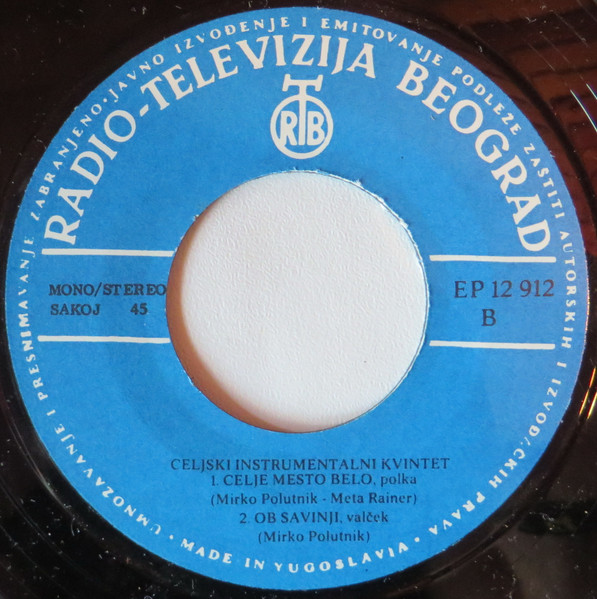 UMNOŽAVANJE I PRESNIMAVANJE ZABRANJENO • JAVNO IZVOĐENJE I EMITOVANJE PODLEŽE ZAŠTITI AUTORSKIH I IZVOĐAČKIH PRAVA •
RADIO-TELEVIZIJA BEOGRAD
RTB
MONO/STEREO
SAKOJ 45
EP 12 912
B
CELJSKI INSTRUMENTALNI KVINTET
1. CELJE MESTO BELO, polka
(Mirko Polutnik - Meta Rainer)
2. OB SAVINJI, valček
(Mirko Polutnik)
MADE IN YUGOSLAVIA •